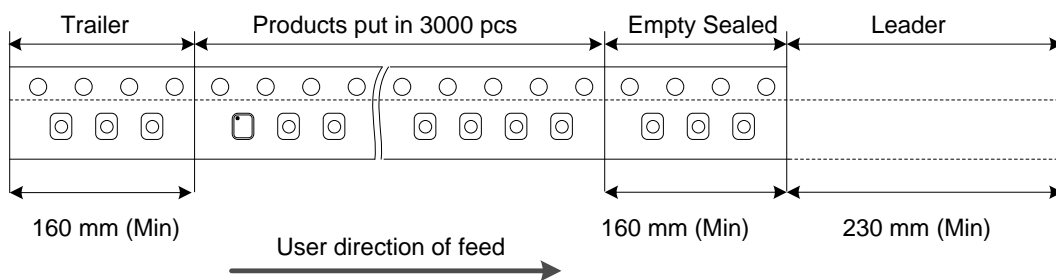 Trailer
Products put in 3000 pcs
Empty Sealed
Leader
160 mm (Min)
160 mm (Min)
230 mm (Min)
User direction of feed